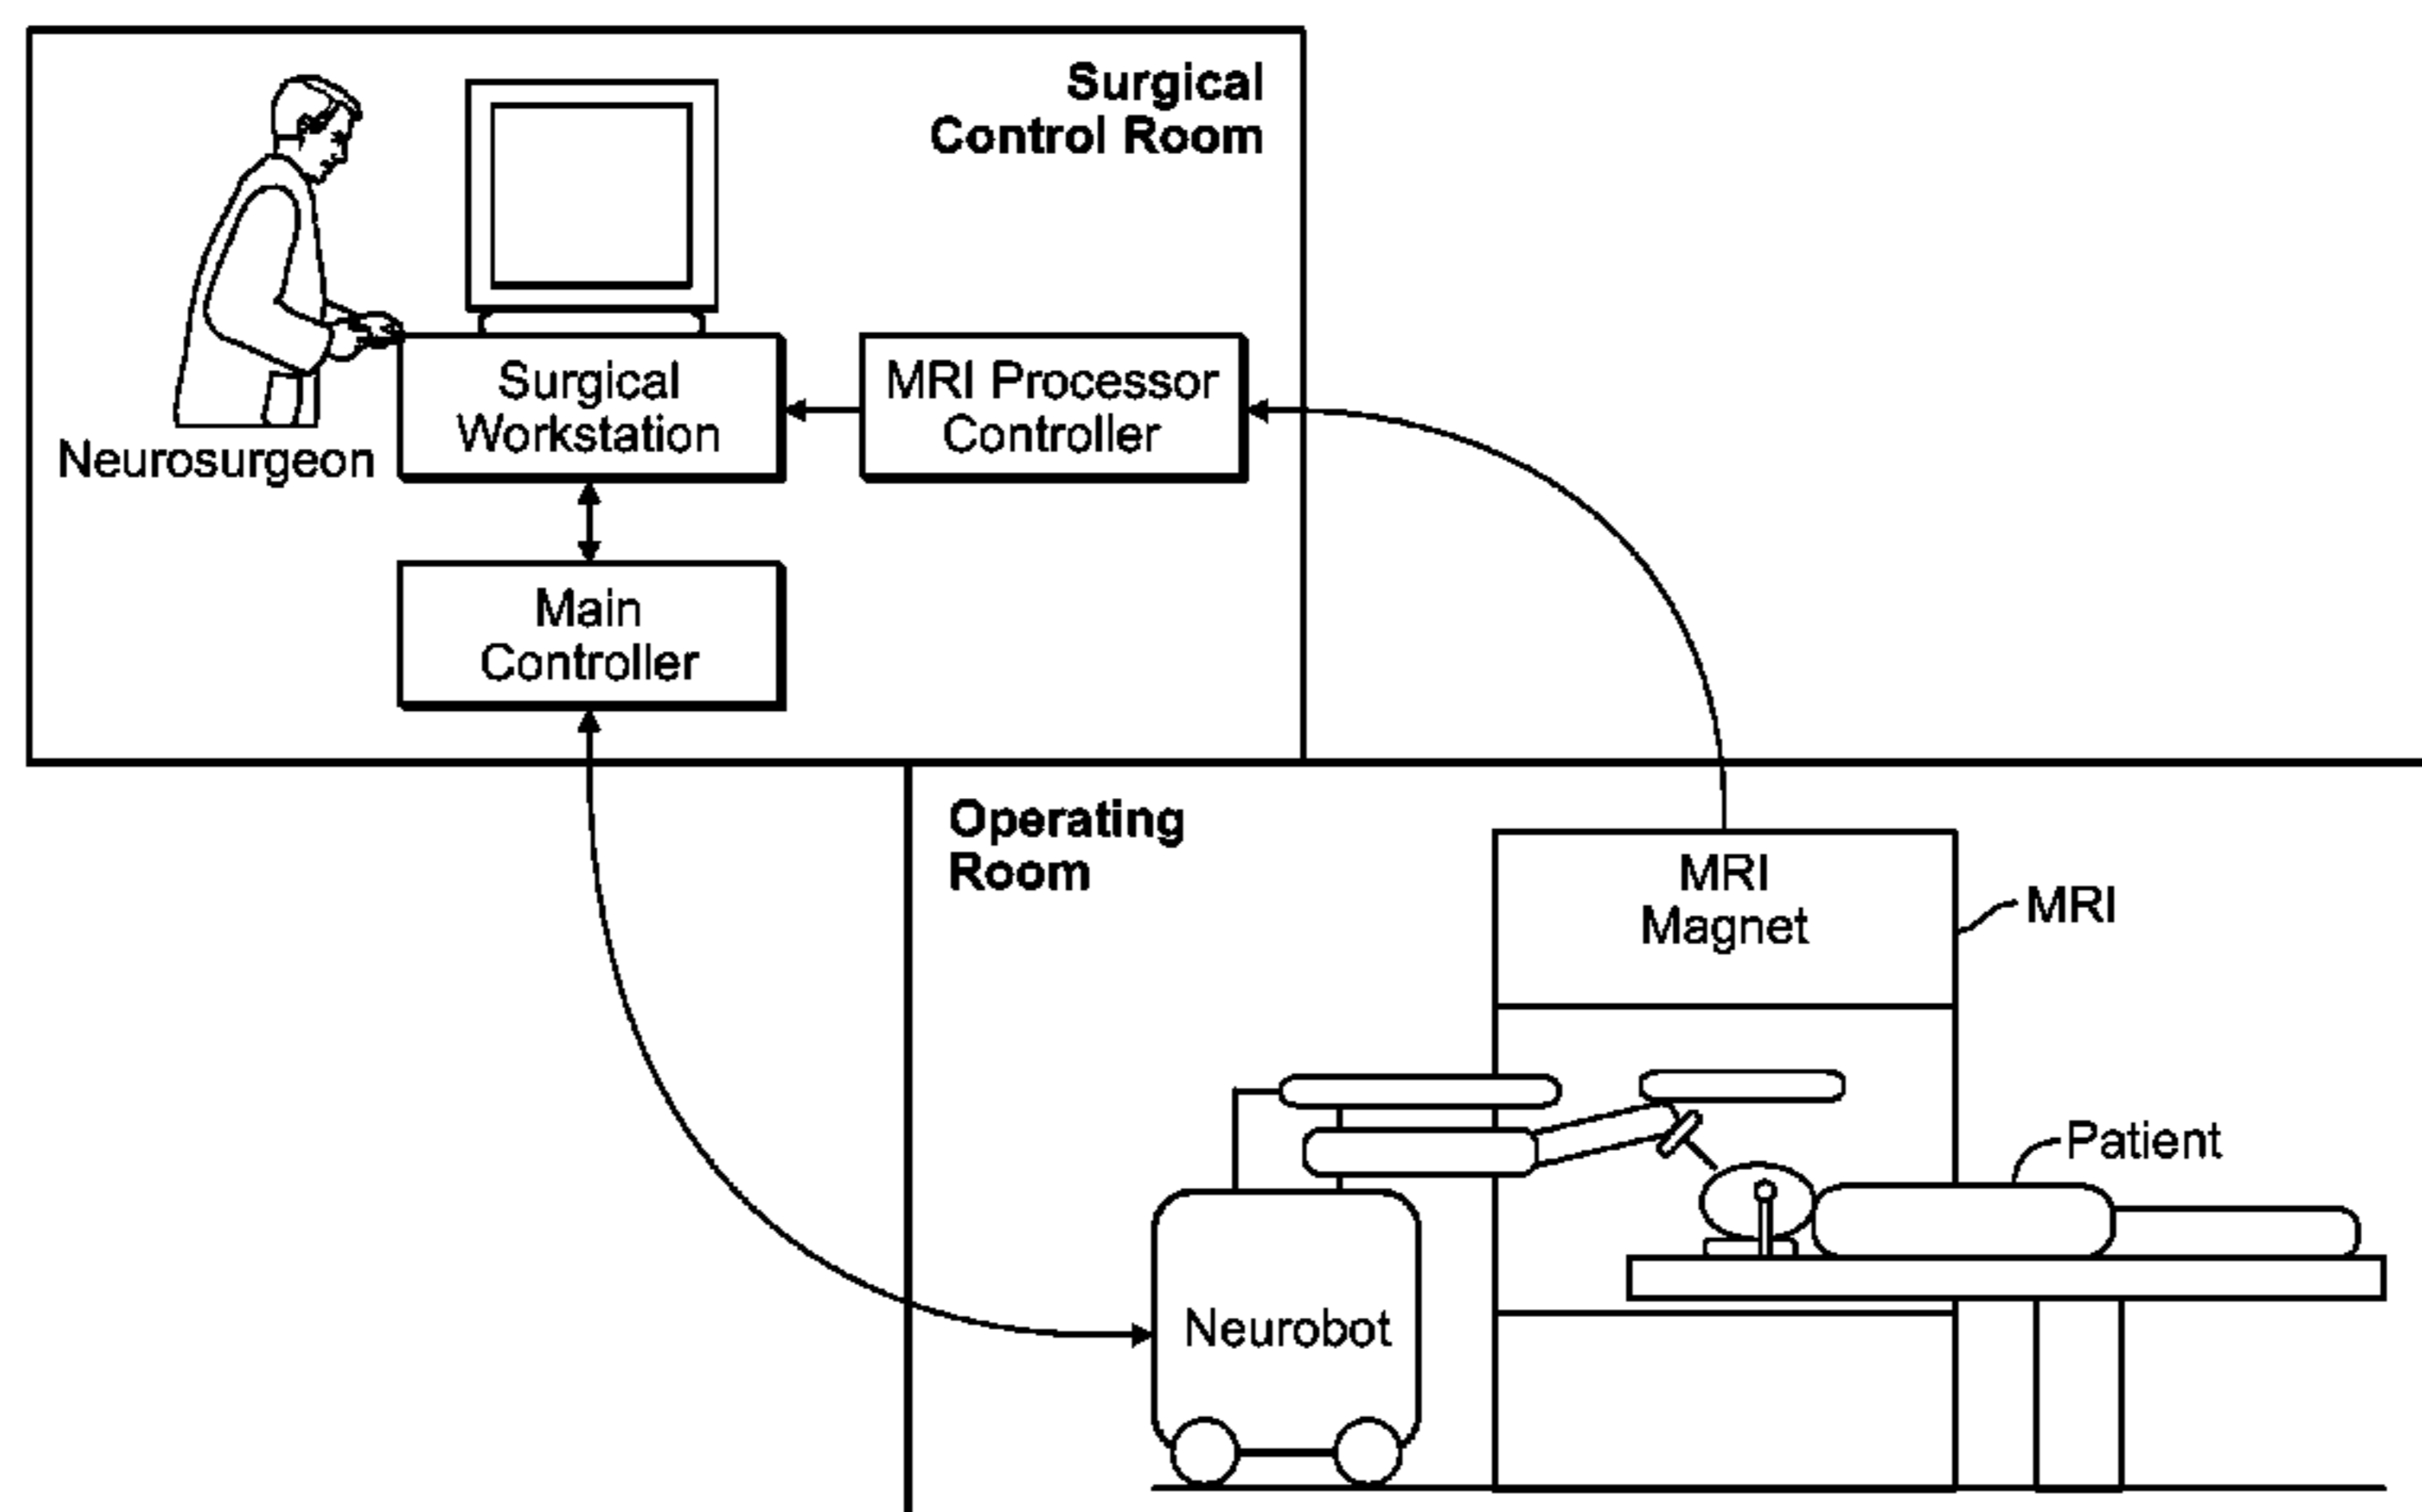 Surgical
Control Room
Neurosurgeon
Surgical
Workstation
MRI Processor
Controller
Main
Controller
Operating
Room
MRI
Magnet
MRI
Patient
Neurobot